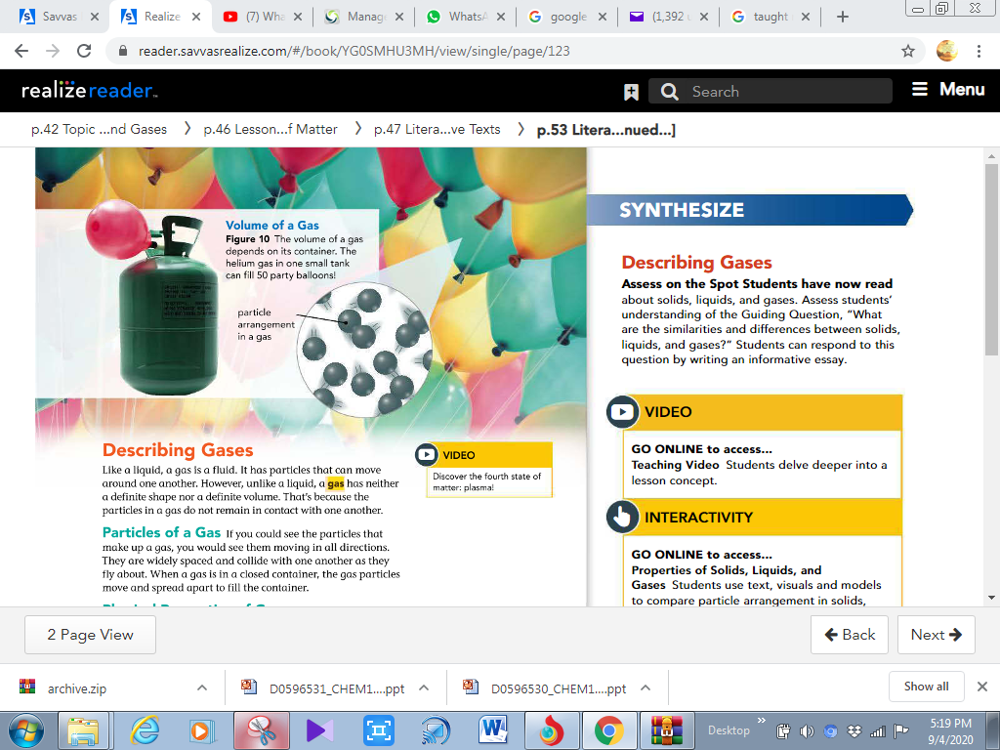 Savvas
Realize
(7) Wha
Manag
WhatsA
google
(1,392
taught
reader.savvasrealize.com/#/book/YG0SMHU3MH/view/single/page/123
realizereader
Search
Menu
p.42 Topic ...nd Gases
p.46 Lesson...f Matter
p.47 Litera...ve Texts
p.53 Litera...nued...]
Volume of a Gas
Figure 10 The volume of a gas
depends on its container. The
helium gas in one small tank
can fill 50 party balloons!
particle
arrangement
in a gas
Describing Gases
Like a liquid, a gas is a fluid. It has particles that can move
around one another. However, unlike a liquid, a gas has neither
a definite shape nor a definite volume. That's because the
particles in a gas do not remain in contact with one another.
VIDEO
Discover the fourth state of
matter: plasma!
Particles of a Gas If you could see the particles that
make up a gas, you would see them moving in all directions.
They are widely spaced and collide with one another as they
fly about. When a gas is in a closed container, the gas particles
move and spread apart to fill the container.
SYNTHESIZE
Describing Gases
Assess on the Spot Students have now read
about solids, liquids, and gases. Assess students'
understanding of the Guiding Question, "What
are the similarities and differences between solids,
liquids, and gases?" Students can respond to this
question by writing an informative essay.
VIDEO
GO ONLINE to access...
Teaching Video Students delve deeper into a
lesson concept.
INTERACTIVITY
GO ONLINE to access...
Properties of Solids, Liquids, and
Gases Students use text, visuals and models
to compare particle arrangement in solids,
2 Page View
Back
Next
archive.zip
D0596531_CHEM1....ppt
D0596530_CHEM1....ppt
Show all
Desktop
5:19 PM
9/4/2020